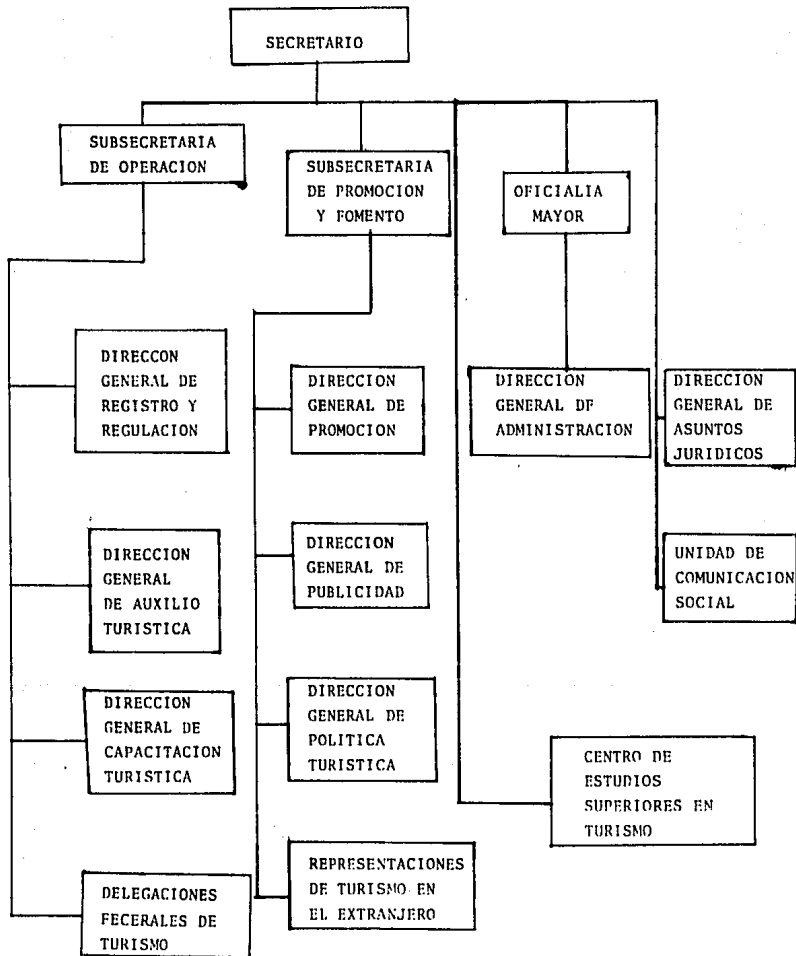 SECRETARIO
SUBSECRETARIA
DE OPERACION
SUBSECRETARIA
DE PROMOCION
Y FOMENTO
OFICIALIA
MAYOR
DIRECCON
GENERAL DE
REGISTRO Y
REGULACION
DIRECCION
GENERAL DE
PROMOCION
DIRECCION
GENERAL DF
ADMINISTRACION
DIRECCION
GENERAL DE
ASUNTOS
JURIDICOS
DIRECCION
GENERAL
DE AUXILIO
TURISTICA
DIRECCION
GENERAL DE
PUBLICIDAD
UNIDAD DE
COMUNICACION
SOCIAL
DIRECCION
GENERAL DE
CAPACITACION
TURISTICA
DIRECCION
GENERAL DE
POLITICA
TURISTICA
CENTRO DE
ESTUDIOS
SUPERIORES EN
TURISMO
DELEGACIONES
FECERALES DE
TURISMO
REPRESENTACIONES
DE TURISMO EN
EL EXTRANJERO